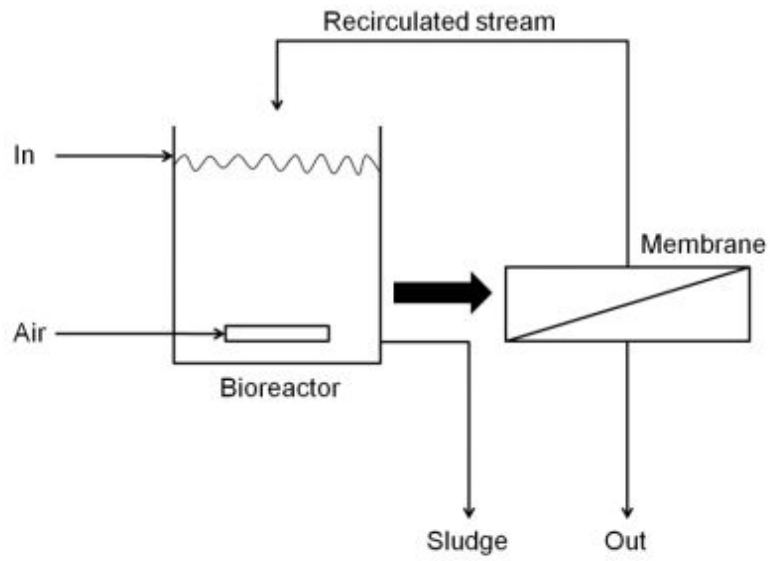 Recirculated stream
In
Membrane
Air
Bioreactor
Sludge
Out